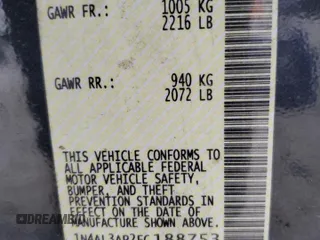 GAWR FR.: 1005 KG
2216 LB
GAWR RR.: 940 KG
2072 LB
THIS VEHICLE CONFORMS TO
ALL APPLICABLE FEDERAL
MOTOR VEHICLE SAFETY,
BUMPER, AND THEFT
PREVENTION STANDARDS IN
EFFECT ON THE DATE OF
MANUFACTURE SHOWN ABOVE.